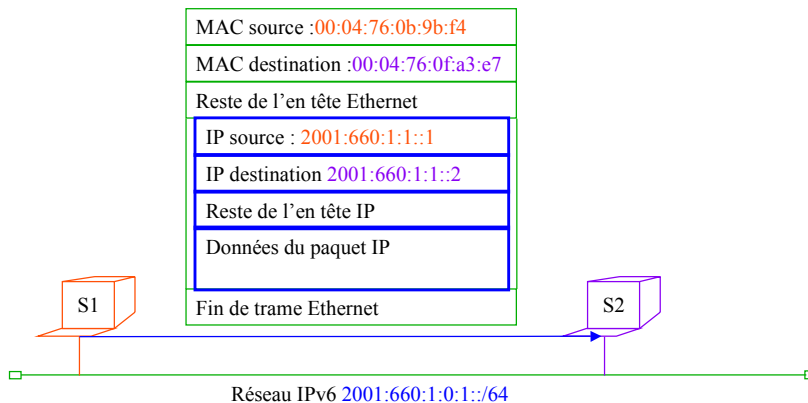 MAC source :00:04:76:0b:9b:f4
MAC destination :00:04:76:0f:a3:e7
Reste de l’en tête Ethernet
IP source : 2001:660:1:1::1
IP destination 2001:660:1:1::2
Reste de l’en tête IP
Données du paquet IP
Fin de trame Ethernet
S1
S2
Réseau IPv6 2001:660:1:0:1::/64